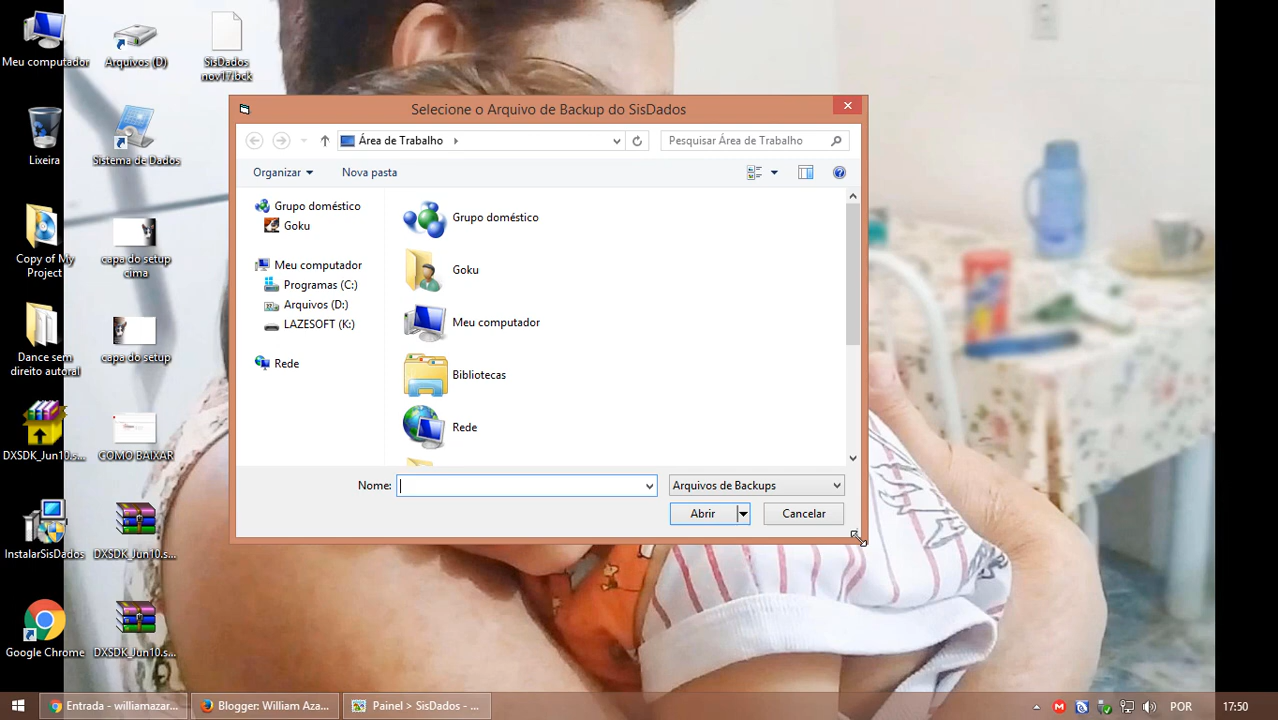 Meu computador
Arquivos (D)
SisDados
nov17.bck
Lixeira
Sistema de Dados
Copy of My
Project
capa do setup
cima
Dance sem
direito autoral
capa do setup
DXSDK_Jun10.s...
COMO BAIXAR
InstalarSisDados
DXSDK_Jun10.s...
Google Chrome
DXSDK_Jun10.s...
Selecione o Arquivo de Backup do SisDados
Área de Trabalho
Pesquisar Área de Trabalho
Organizar
Nova pasta
Grupo doméstico
Goku
Meu computador
Programas (C:)
Arquivos (D:)
LAZESOFT (K:)
Rede
Grupo doméstico
Goku
Meu computador
Bibliotecas
Rede
Nome:
Arquivos de Backups
Abrir
Cancelar
Entrada - williamazar...
Blogger: William Aza...
Painel > SisDados - ...
POR
17:50